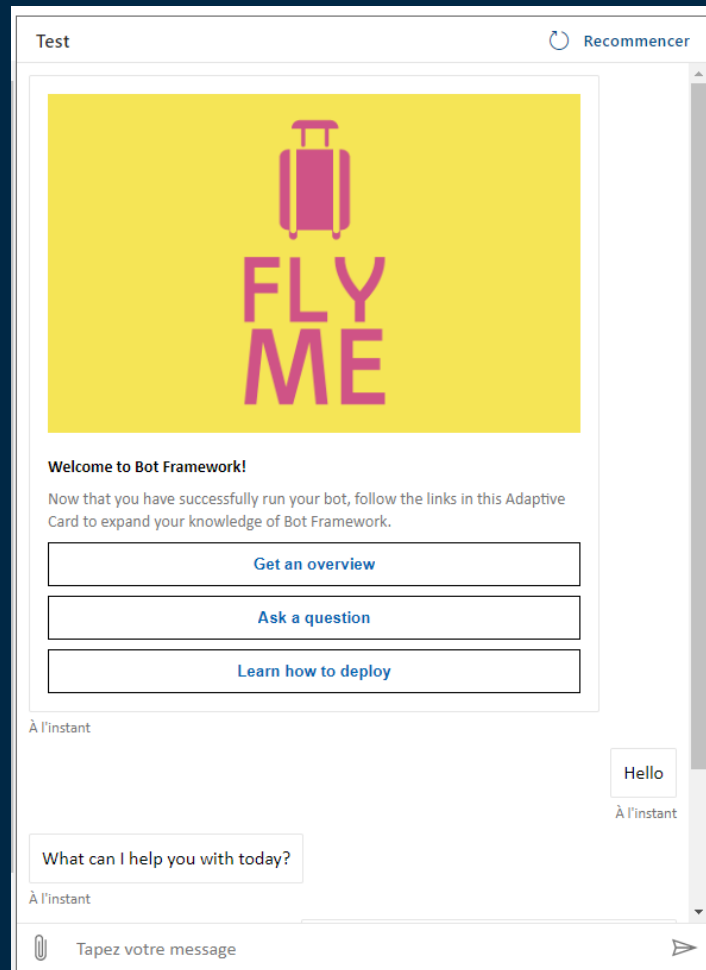 Test
Recommencer
FLY
ME
Welcome to Bot Framework!
Now that you have successfully run your bot, follow the links in this Adaptive
Card to expand your knowledge of Bot Framework.
Get an overview
Ask a question
Learn how to deploy
À l'instant
Hello
À l'instant
What can I help you with today?
À l'instant
Tapez votre message